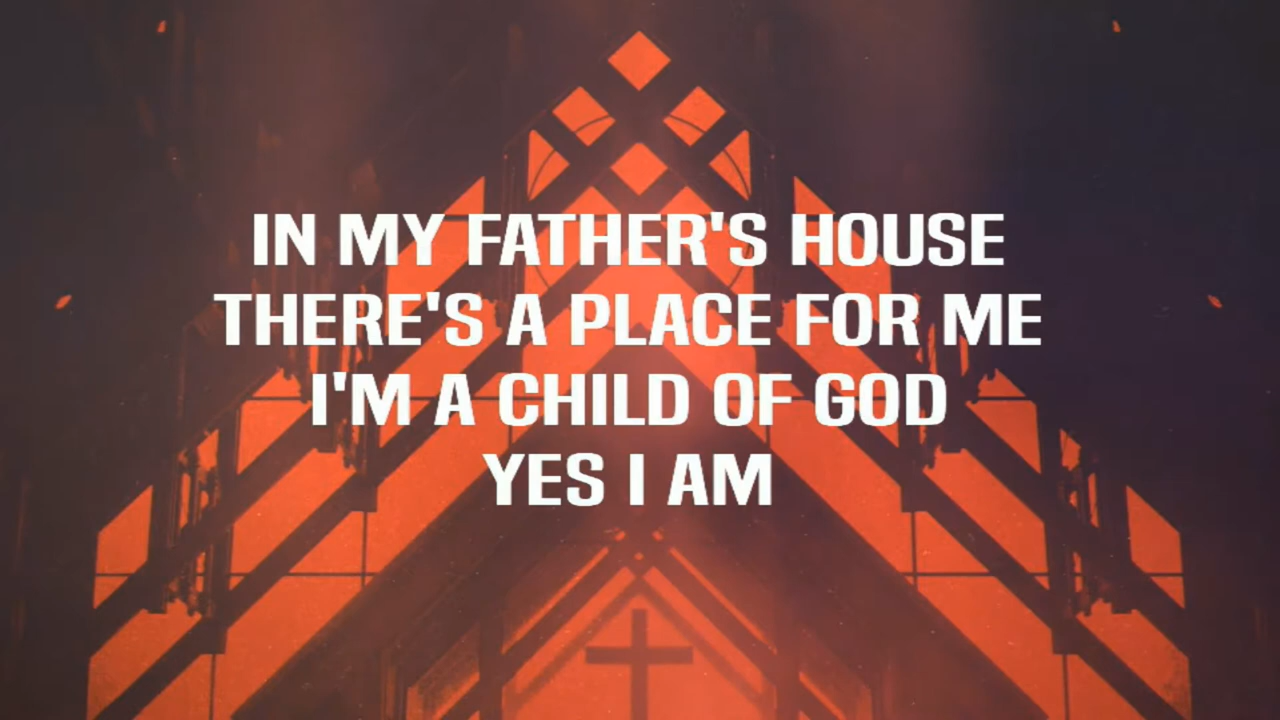 IN MY FATHER'S HOUSE
THERE'S A PLACE FOR ME
I'M A CHILD OF GOD
YES I AM